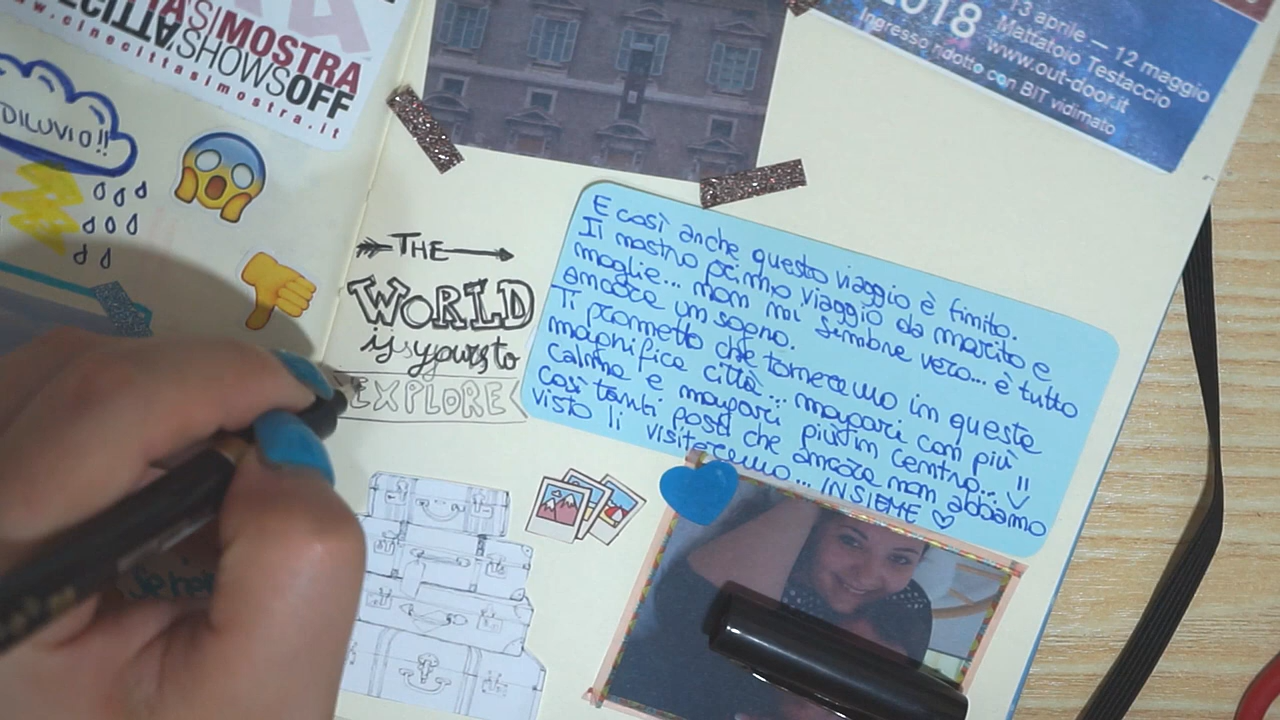 SIMOSTRA
SHOWSOFF
www.cinecittasimostra.it
DILUVIO!!
2018
13 aprile — 12 maggio
Mattatoio Testaccio
www.out-door.it
Ingresso ridotto con BIT vidimato
THE
WORLD
is yours to
EXPLORE
E così anche questo viaggio è finito.
Il nostro primo viaggio da marito e
moglie... non mi sembra vero... è tutto
ancora un sogno.
Ti prometto che torneremo in questa
magnifica città... magari con più
calma e magari più in centro... !!
Così tanti posti che ancora non abbiamo
visto li visiteremo... INSIEME ♡